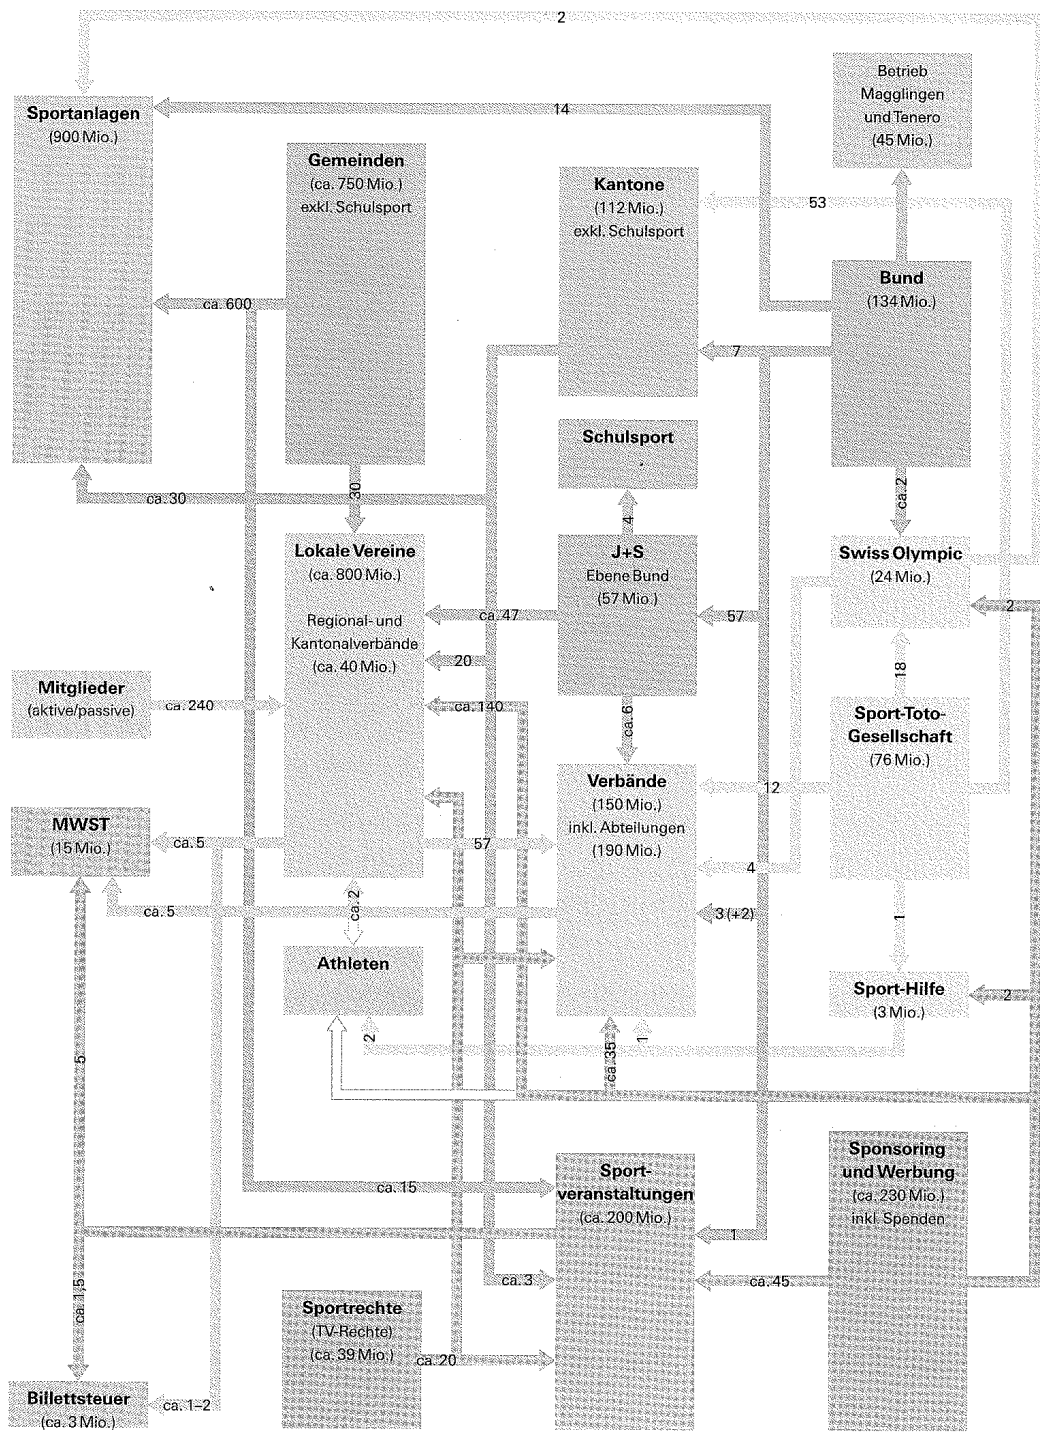 2
Sportanlagen
(900 Mio.)
14
Betrieb
Magglingen
und Tenero
(45 Mio.)
Gemeinden
(ca. 750 Mio.)
exkl. Schulsport
Kantone
(112 Mio.)
exkl. Schulsport
53
Bund
(134 Mio.)
ca. 600
7
Schulsport
ca. 30
30
4
ca. 2
Lokale Vereine
(ca. 800 Mio.)
Regional- und
Kantonalverbände
(ca. 40 Mio.)
J+S
Ebene Bund
(57 Mio.)
Swiss Olympic
(24 Mio.)
2
ca. 47
57
20
18
Mitglieder
(aktive/passive)
ca. 240
ca. 140
ca. 6
Sport-Toto-
Gesellschaft
(76 Mio.)
Verbände
(150 Mio.)
inkl. Abteilungen
(190 Mio.)
12
MWST
(15 Mio.)
ca. 5
57
4
ca. 5
ca. 2
3 (+2)
1
Athleten
Sport-Hilfe
(3 Mio.)
2
2
ca. 35
1
5
Sport-
veranstaltungen
(ca. 200 Mio.)
Sponsoring
und Werbung
(ca. 230 Mio.)
inkl. Spenden
ca. 15
1
ca. 3
ca. 45
ca. 1,5
Sportrechte
(TV-Rechte)
(ca. 39 Mio.)
ca. 20
Billettsteuer
(ca. 3 Mio.)
ca. 1–2